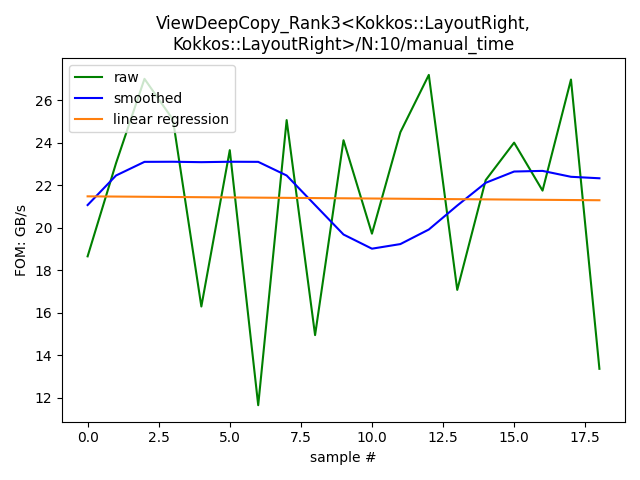 ViewDeepCopy_Rank3<Kokkos::LayoutRight,
Kokkos::LayoutRight>/N:10/manual_time
raw
smoothed
linear regression
FOM: GB/s
26
24
22
20
18
16
14
12
0.0
2.5
5.0
7.5
10.0
12.5
15.0
17.5
sample #